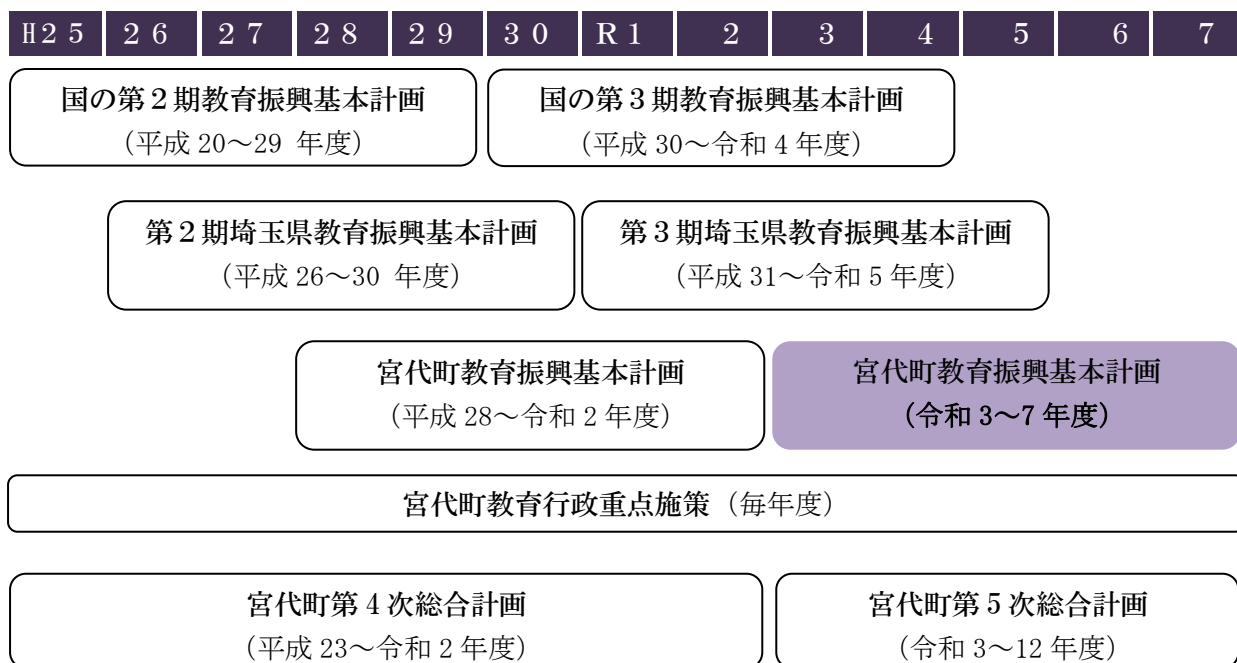 H25 26 27 28 29 30 R1 2 3 4 5 6 7
国の第2期教育振興基本計画 国の第3期教育振興基本計画
（平成 20～29 年度） （平成 30～令和 4 年度）
第2期埼玉県教育振興基本計画 第3期埼玉県教育振興基本計画
（平成 26～30 年度） （平成 31～令和 5 年度）
宮代町教育振興基本計画 宮代町教育振興基本計画
（平成 28～令和 2 年度） （令和 3～7 年度）
宮代町教育行政重点施策（毎年度）
宮代町第 4 次総合計画 宮代町第 5 次総合計画
（平成 23～令和 2 年度） （令和 3～12 年度）